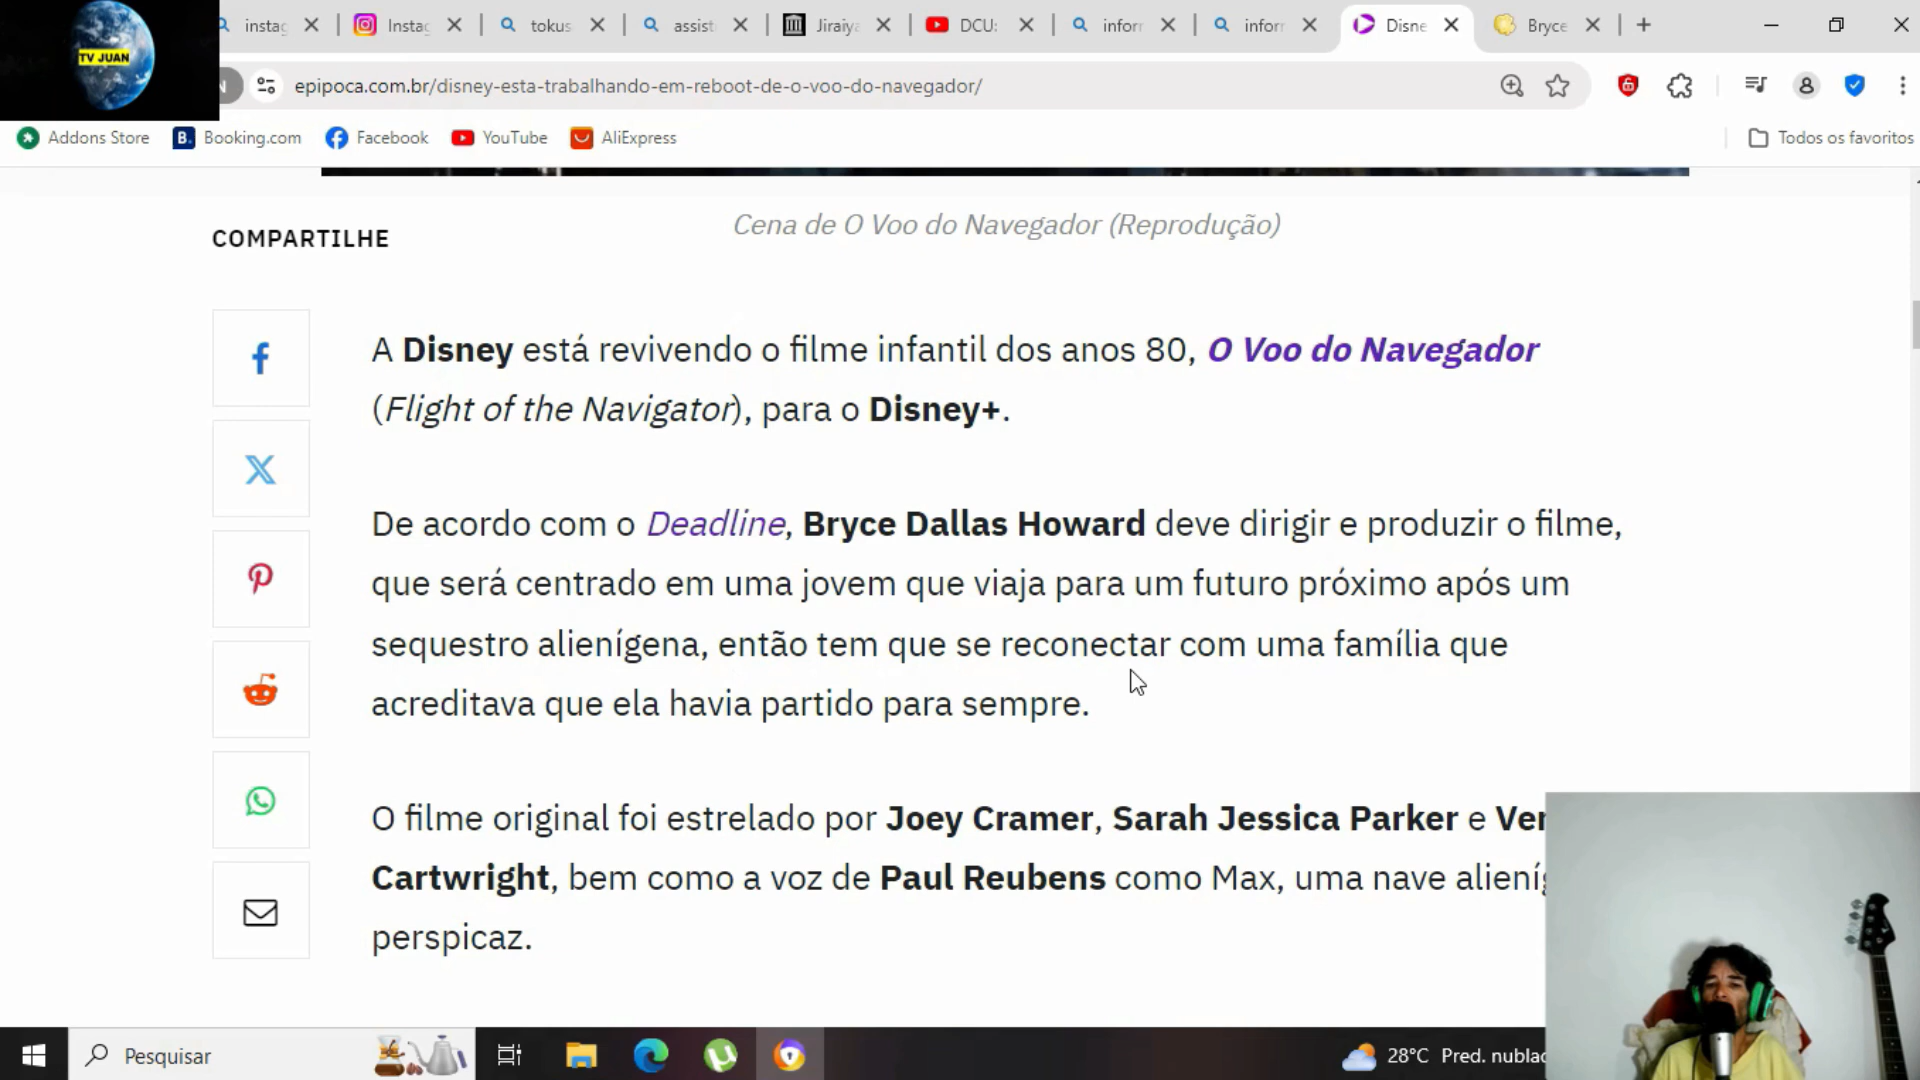 TV JUAN
instag
Instag
tokus
assist
Jiraiya
DCU:
inforr
inforr
Disne
Bryce
epipoca.com.br/disney-esta-trabalhando-em-reboot-de-o-voo-do-navegador/
Addons Store
Booking.com
Facebook
YouTube
AliExpress
Todos os favoritos
Cena de O Voo do Navegador (Reprodução)
COMPARTILHE
A Disney está revivendo o filme infantil dos anos 80, O Voo do Navegador
(Flight of the Navigator), para o Disney+.
De acordo com o Deadline, Bryce Dallas Howard deve dirigir e produzir o filme,
que será centrado em uma jovem que viaja para um futuro próximo após um
sequestro alienígena, então tem que se reconectar com uma família que
acreditava que ela havia partido para sempre.
O filme original foi estrelado por Joey Cramer, Sarah Jessica Parker e Ver
Cartwright, bem como a voz de Paul Reubens como Max, uma nave alieníg
perspicaz.
Pesquisar
28°C Pred. nublad